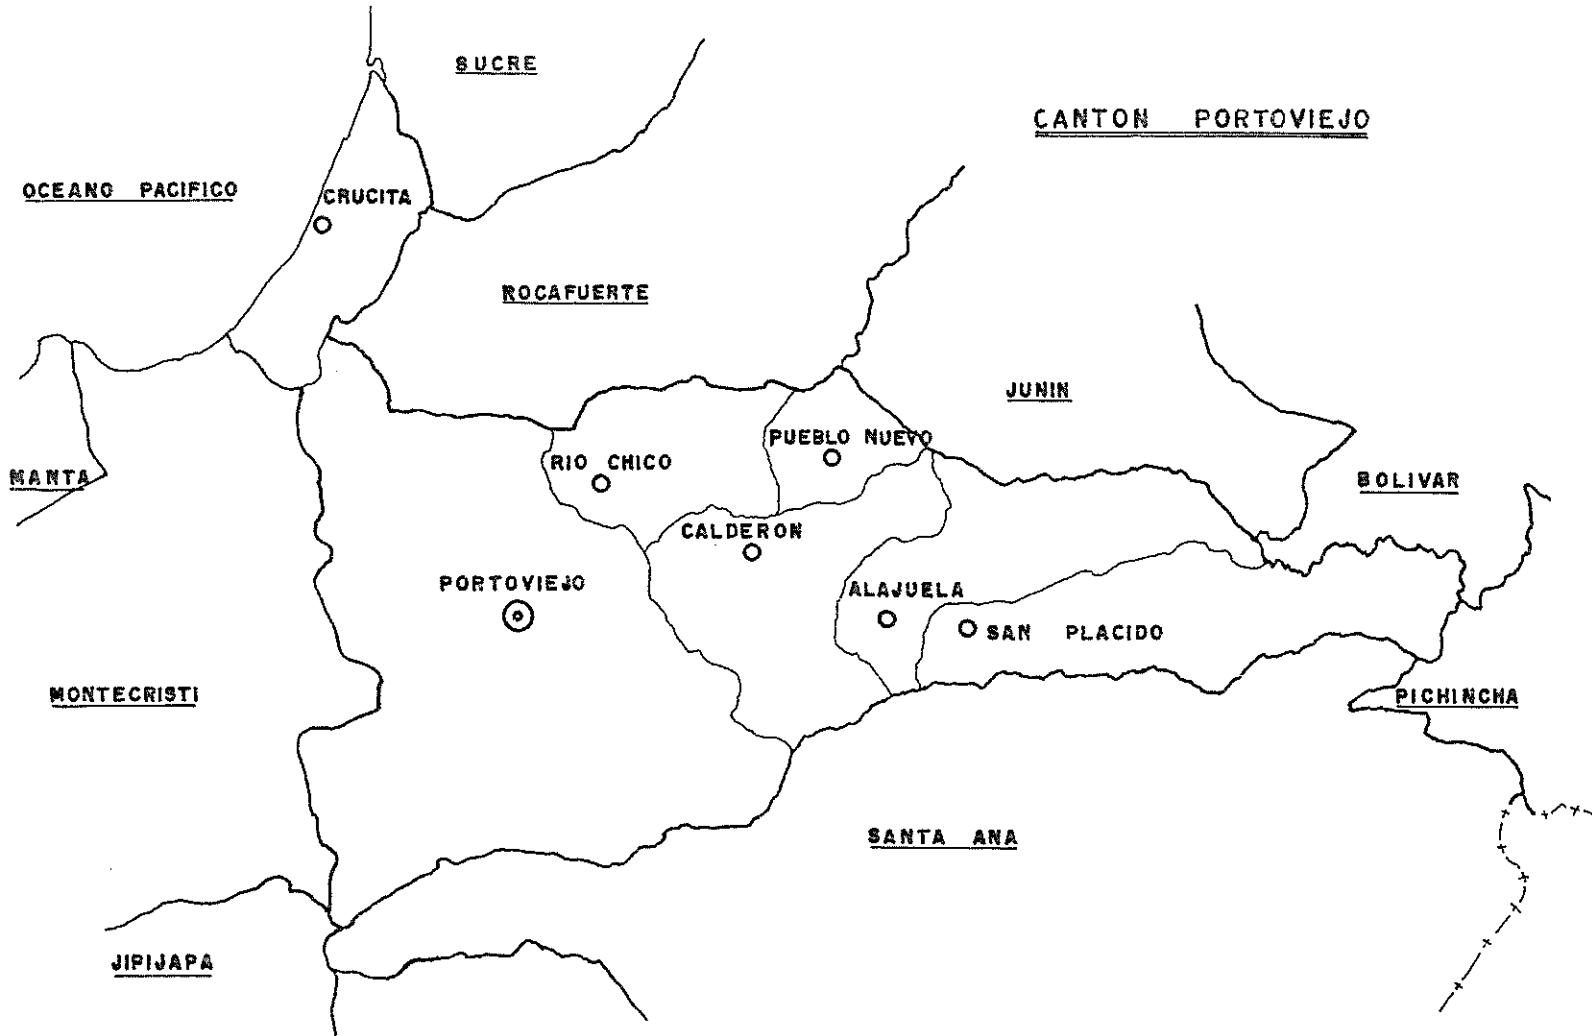 SUCRE
CANTON PORTOVIEJO
OCEANO PACIFICO
CRUCITA
ROCAFUERTE
JUNIN
PUEBLO NUEVO
RIO CHICO
MANTA
BOLIVAR
CALDERON
PORTOVIEJO
ALAJUELA
SAN PLACIDO
MONTECRISTI
PICHINCHA
SANTA ANA
JIPIJAPA